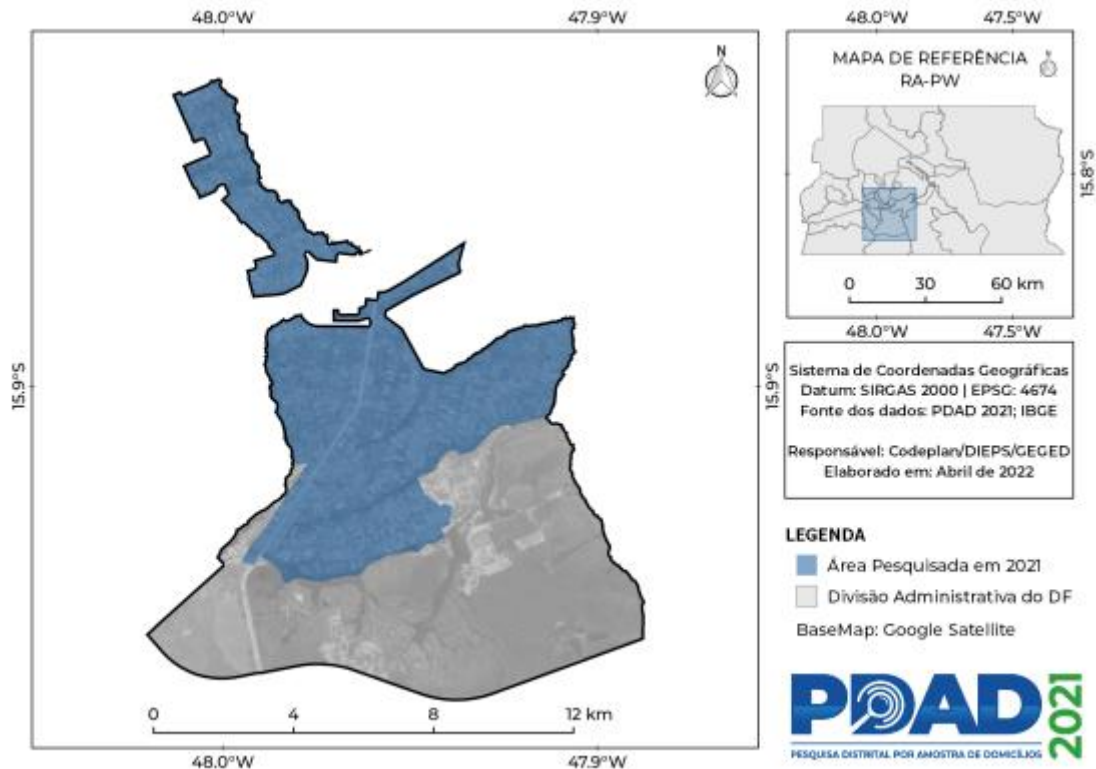 48.0°W
47.9°W
48.0°W
47.5°W
N
MAPA DE REFERÊNCIA
RA-PW
N
15.8°S
0
30
60 km
48.0°W
47.5°W
15.9°S
15.9°S
Sistema de Coordenadas Geográficas
Datum: SIRGAS 2000 | EPSG: 4674
Fonte dos dados: PDAD 2021; IBGE
Responsável: Codeplan/DIEPS/GEGED
Elaborado em: Abril de 2022
LEGENDA
Área Pesquisada em 2021
Divisão Administrativa do DF
BaseMap: Google Satellite
0
4
8
12 km
48.0°W
47.9°W
PDAD 2021
PESQUISA DISTRITAL POR AMOSTRA DE DOMICÍLIOS